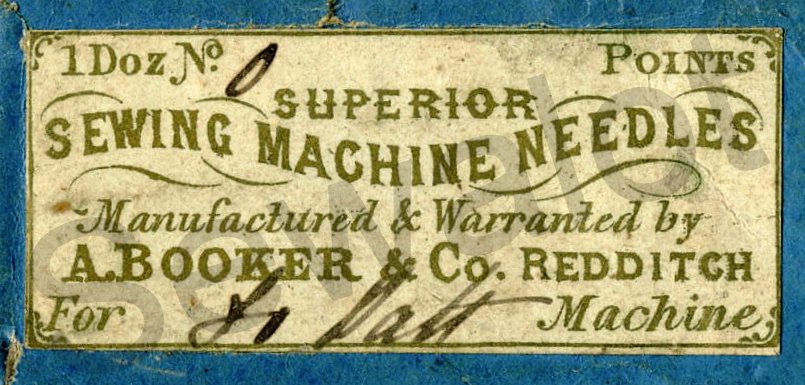 1 Doz No. 0 Points
SUPERIOR
SEWING MACHINE NEEDLES
Manufactured & Warranted by
A. BOOKER & Co. REDDITCH
For Machine